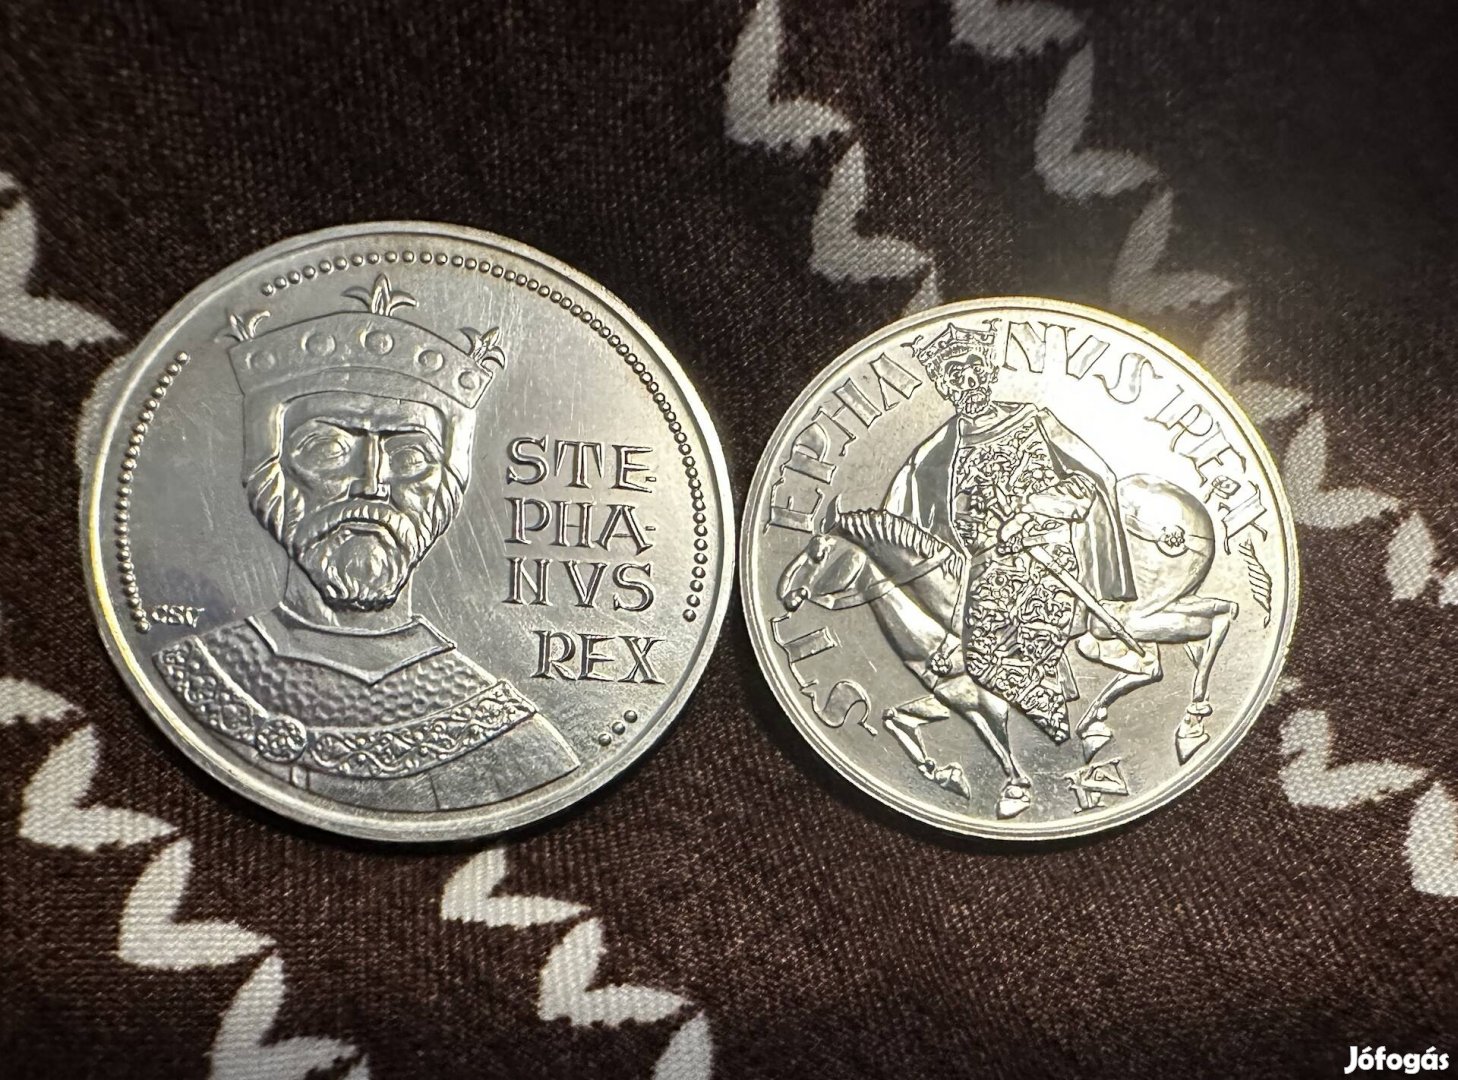 STE-
PHA-
NVS
REX
CSV
STEPHANVS REX
Jófogás